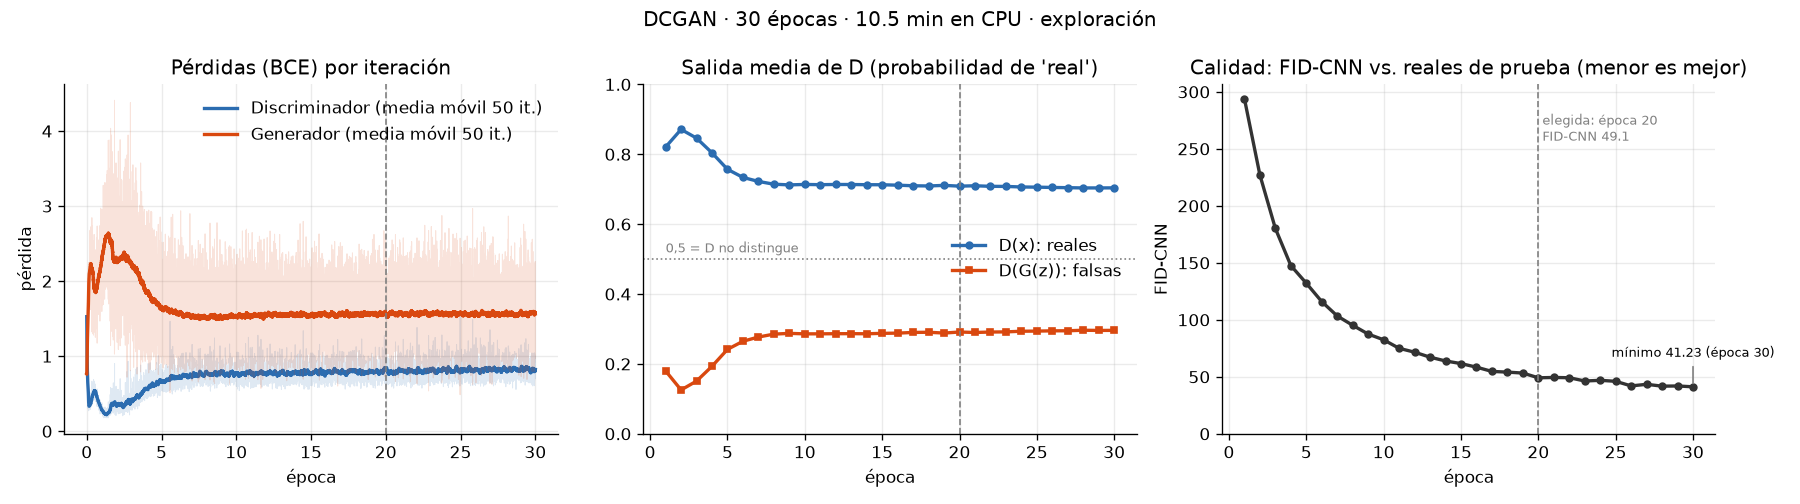 DCGAN · 30 épocas · 10.5 min en CPU · exploración
Pérdidas (BCE) por iteración
pérdida
4
3
2
1
0
Discriminador (media móvil 50 it.)
Generador (media móvil 50 it.)
0 5 10 15 20 25 30
época
Salida media de D (probabilidad de 'real')
1.0
0.8
0.6
0.4
0.2
0.0
0,5 = D no distingue
D(x): reales
D(G(z)): falsas
0 5 10 15 20 25 30
época
Calidad: FID-CNN vs. reales de prueba (menor es mejor)
FID-CNN
300
250
200
150
100
50
0
elegida: época 20
FID-CNN 49.1
mínimo 41.23 (época 30)
0 5 10 15 20 25 30
época